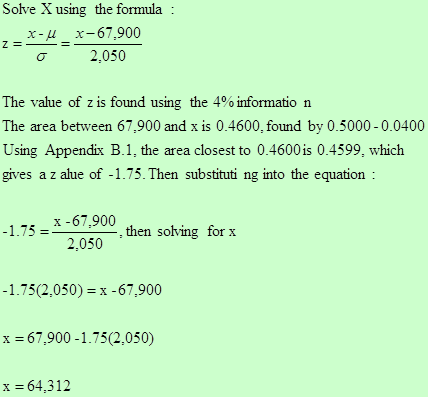 Solve X using the formula :
z = x - μ / σ = x − 67,900 / 2,050
The value of z is found using the 4% informatio n
The area between 67,900 and x is 0.4600, found by 0.5000 - 0.0400
Using Appendix B.1, the area closest to 0.4600 is 0.4599, which
gives a z alue of -1.75. Then substituti ng into the equation :
-1.75 = x - 67,900 / 2,050 , then solving for x
-1.75(2,050) = x - 67,900
x = 67,900 - 1.75(2,050)
x = 64,312